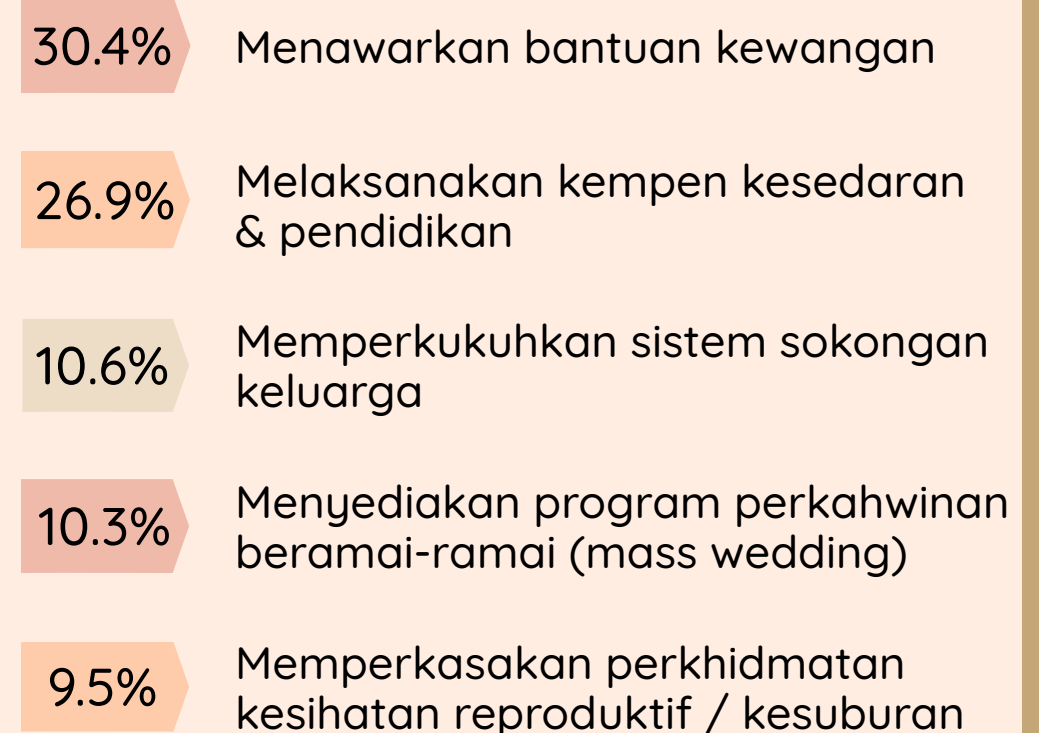 30.4% Menawarkan bantuan kewangan
26.9% Melaksanakan kempen kesedaran
& pendidikan
10.6% Memperkukuhkan sistem sokongan
keluarga
10.3% Menyediakan program perkahwinan
beramai-ramai (mass wedding)
9.5% Memperkasakan perkhidmatan
kesihatan reproduktif / kesuburan